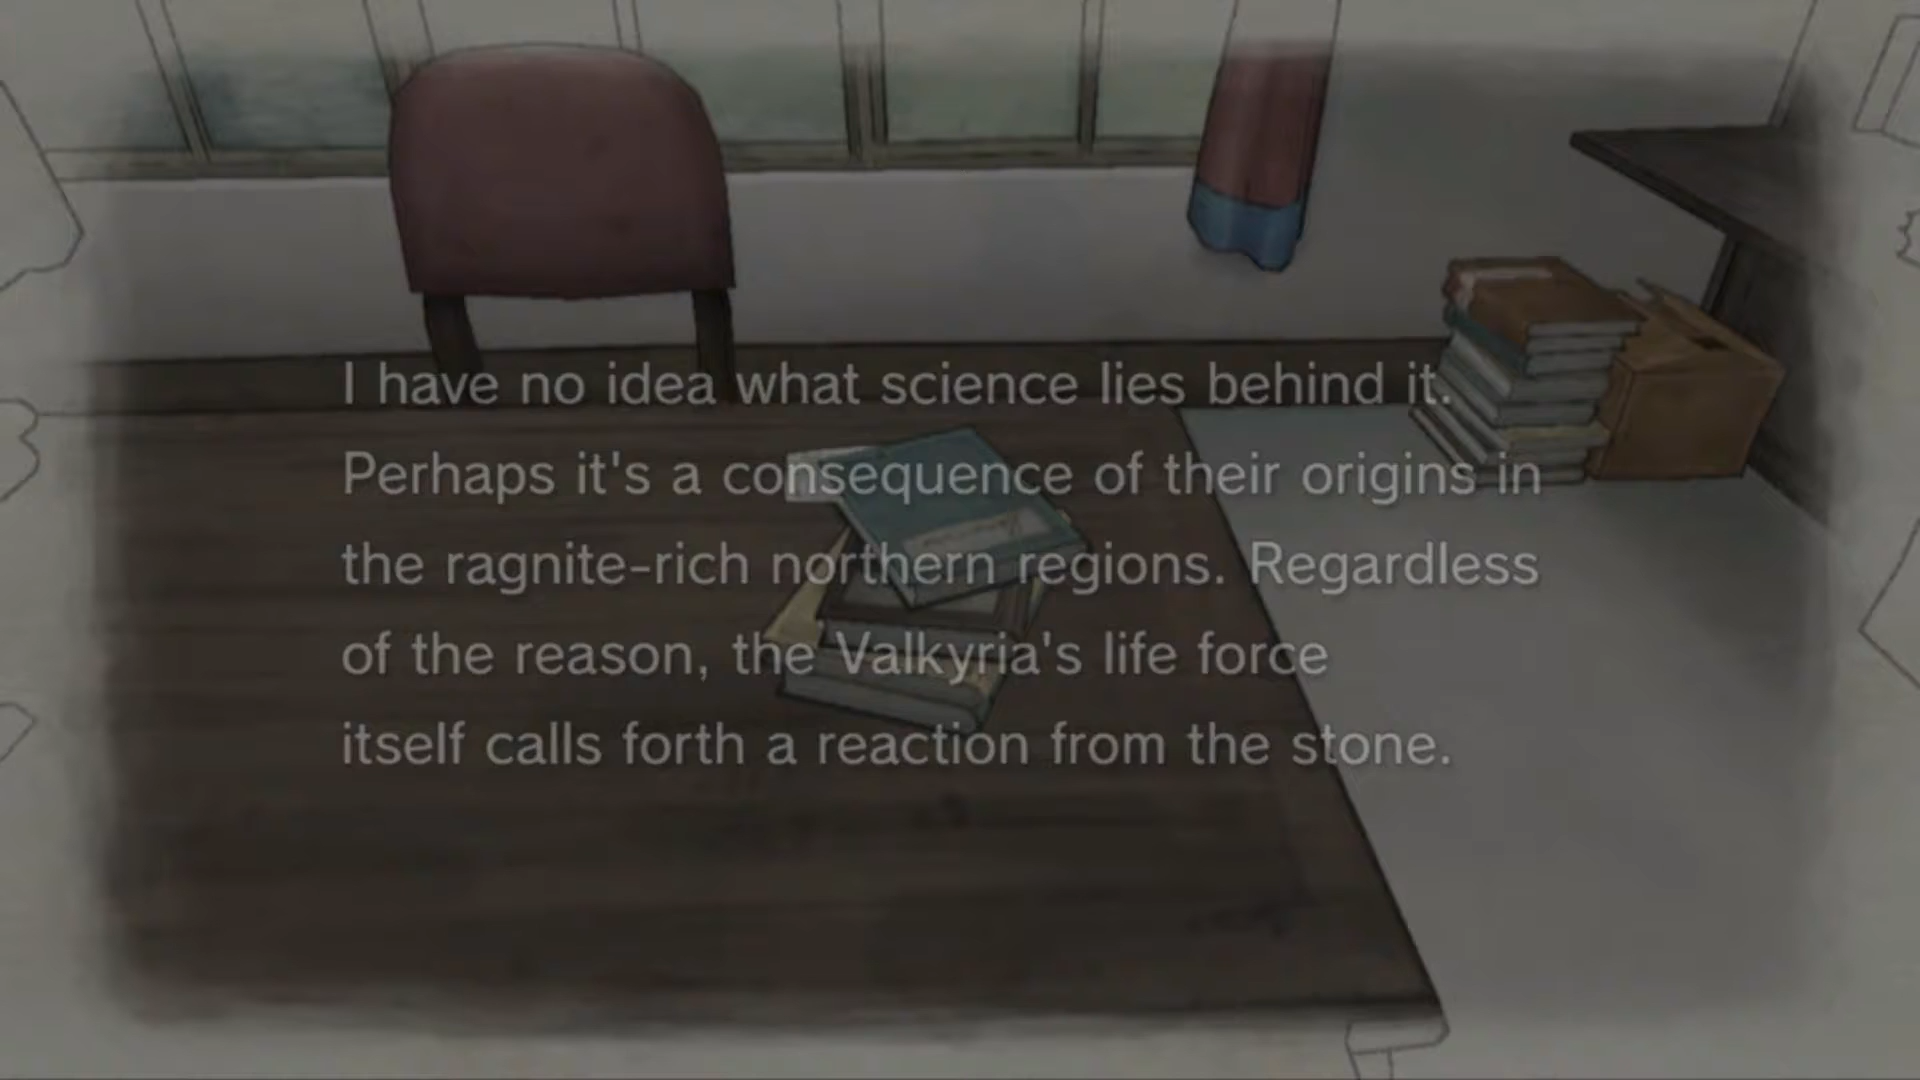 I have no idea what science lies behind it.
Perhaps it's a consequence of their origins in
the ragnite-rich northern regions. Regardless
of the reason, the Valkyria's life force
itself calls forth a reaction from the stone.